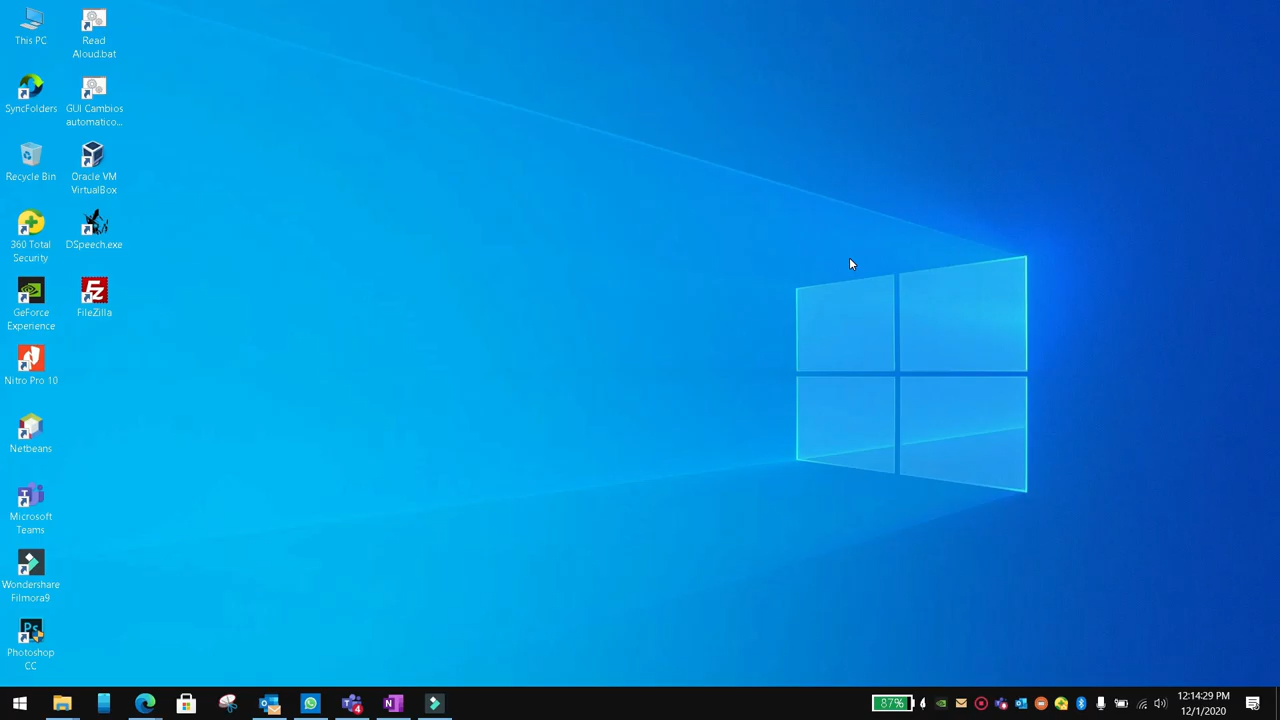 This PC
Read
Aloud.bat
SyncFolders
GUI Cambios
automatico...
Recycle Bin
Oracle VM
VirtualBox
360 Total
Security
DSpeech.exe
GeForce
Experience
FileZilla
Nitro Pro 10
Netbeans
Microsoft
Teams
Wondershare
Filmora9
Ps
Photoshop
CC
87%
4
12:14:29 PM
12/1/2020